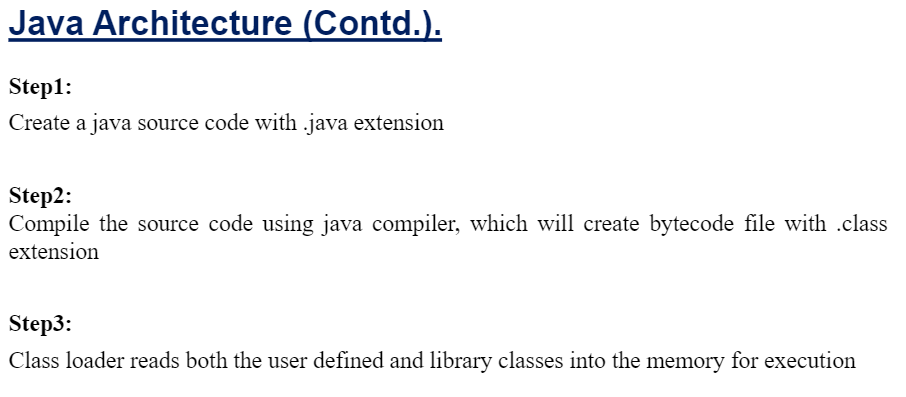 Java Architecture (Contd.).
Step1:
Create a java source code with .java extension
Step2:
Compile the source code using java compiler, which will create bytecode file with .class
extension
Step3:
Class loader reads both the user defined and library classes into the memory for execution